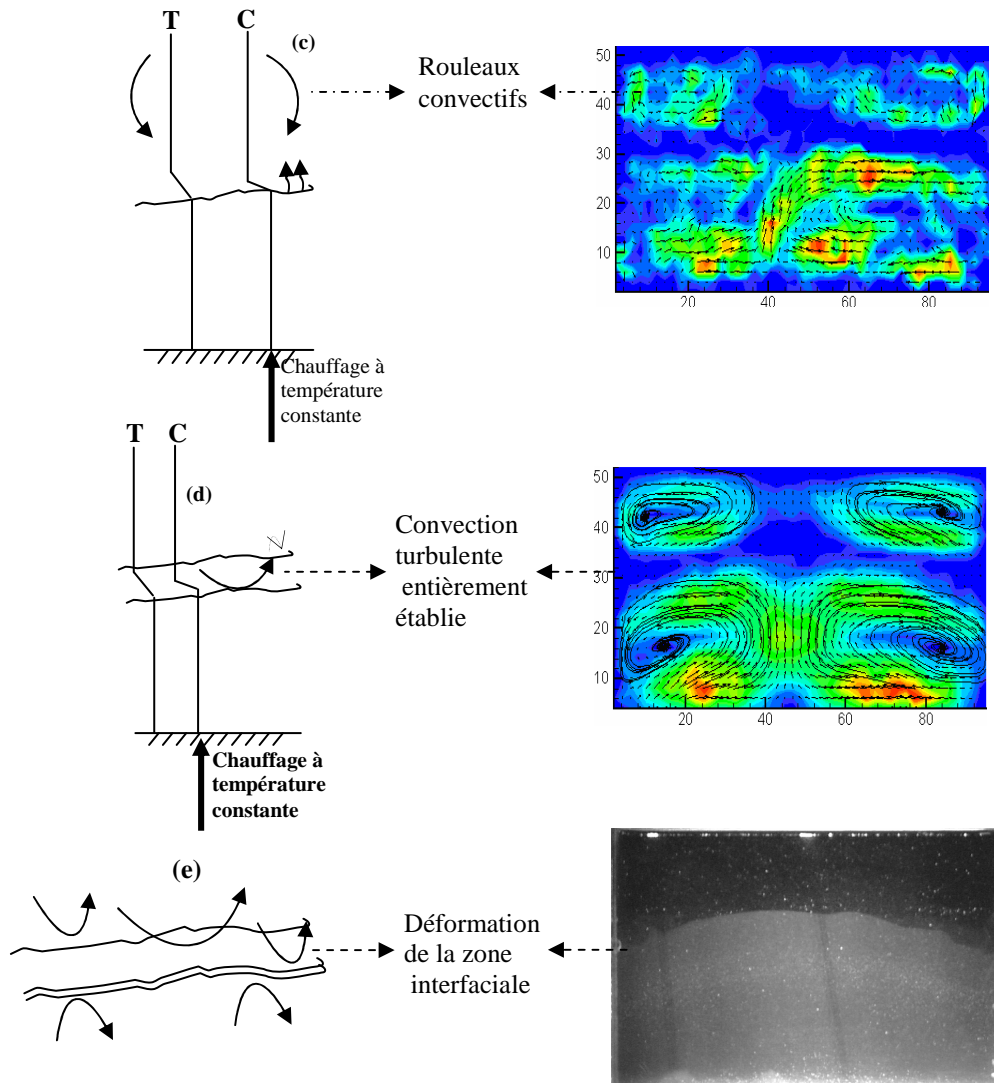 T C
(c)
Rouleaux
convectifs
50
40
30
20
10
20 40 60 80
Chauffage à
température
constante
T C
(d)
Convection
turbulente
entièrement
établie
50
40
30
20
10
20 40 60 80
Chauffage à
température
constante
(e)
Déformation
de la zone
interfaciale